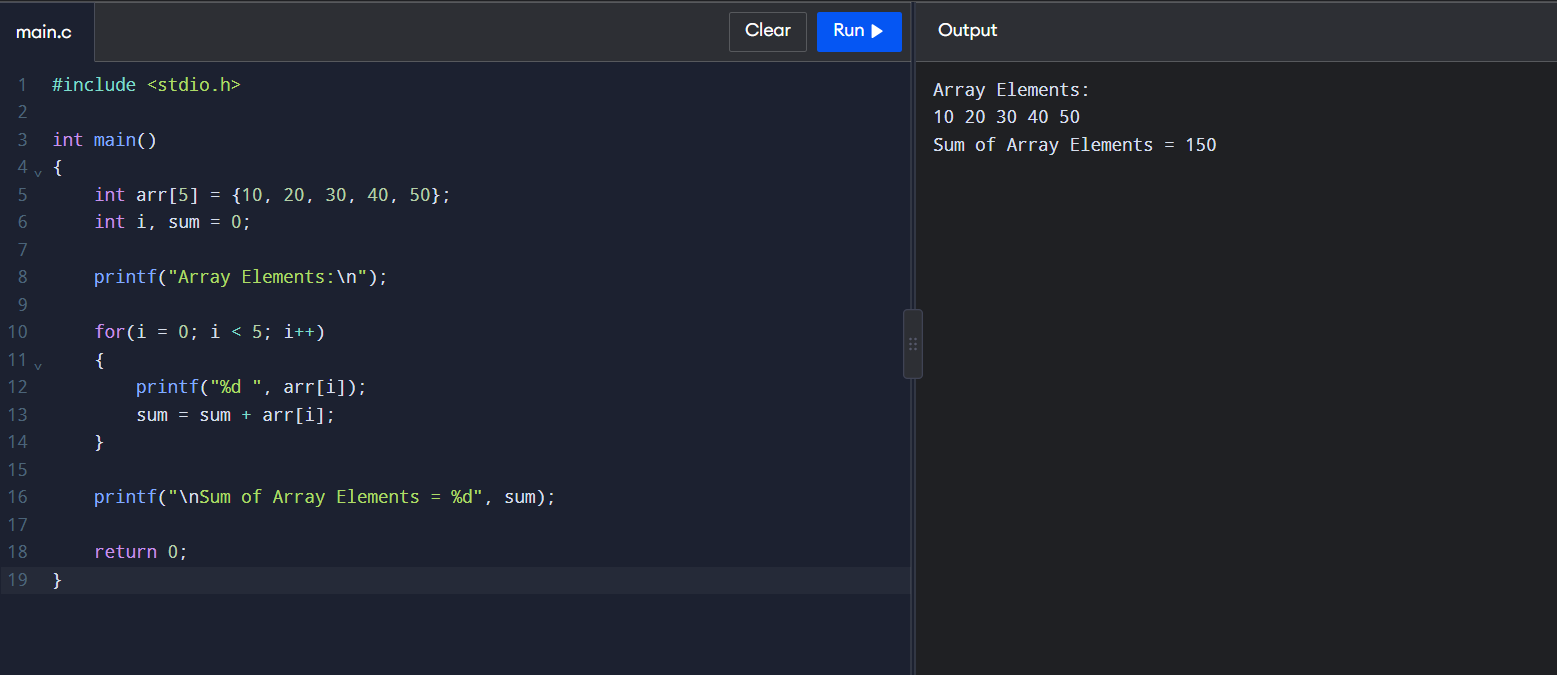 main.c
Clear
Run
1 #include <stdio.h>
2
3 int main()
4 {
5     int arr[5] = {10, 20, 30, 40, 50};
6     int i, sum = 0;
7
8     printf("Array Elements:\n");
9
10     for(i = 0; i < 5; i++)
11     {
12         printf("%d ", arr[i]);
13         sum = sum + arr[i];
14     }
15
16     printf("\nSum of Array Elements = %d", sum);
17
18     return 0;
19 }
Output
Array Elements:
10 20 30 40 50
Sum of Array Elements = 150